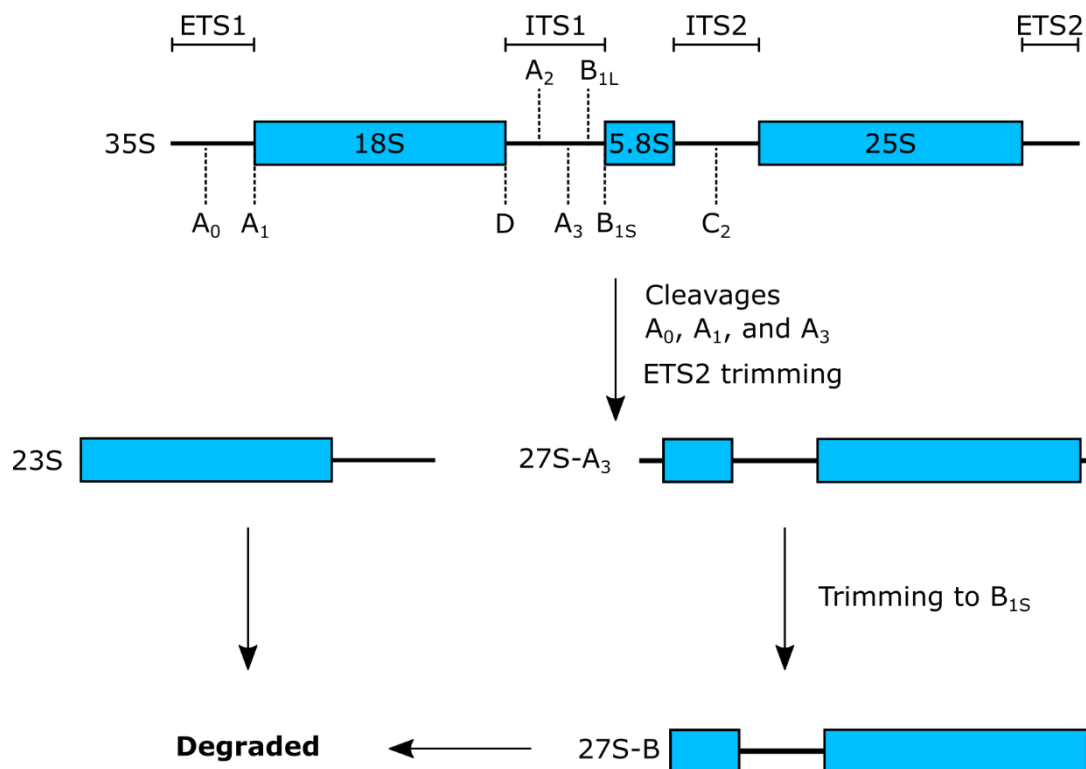 ETS1 ITS1 ITS2 ETS2
A₂ B₁L
35S 18S 5.8S 25S
A₀ A₁ D A₃ B₁S C₂
Cleavages
A₀, A₁, and A₃
ETS2 trimming
23S 27S-A₃
Trimming to B₁S
Degraded 27S-B